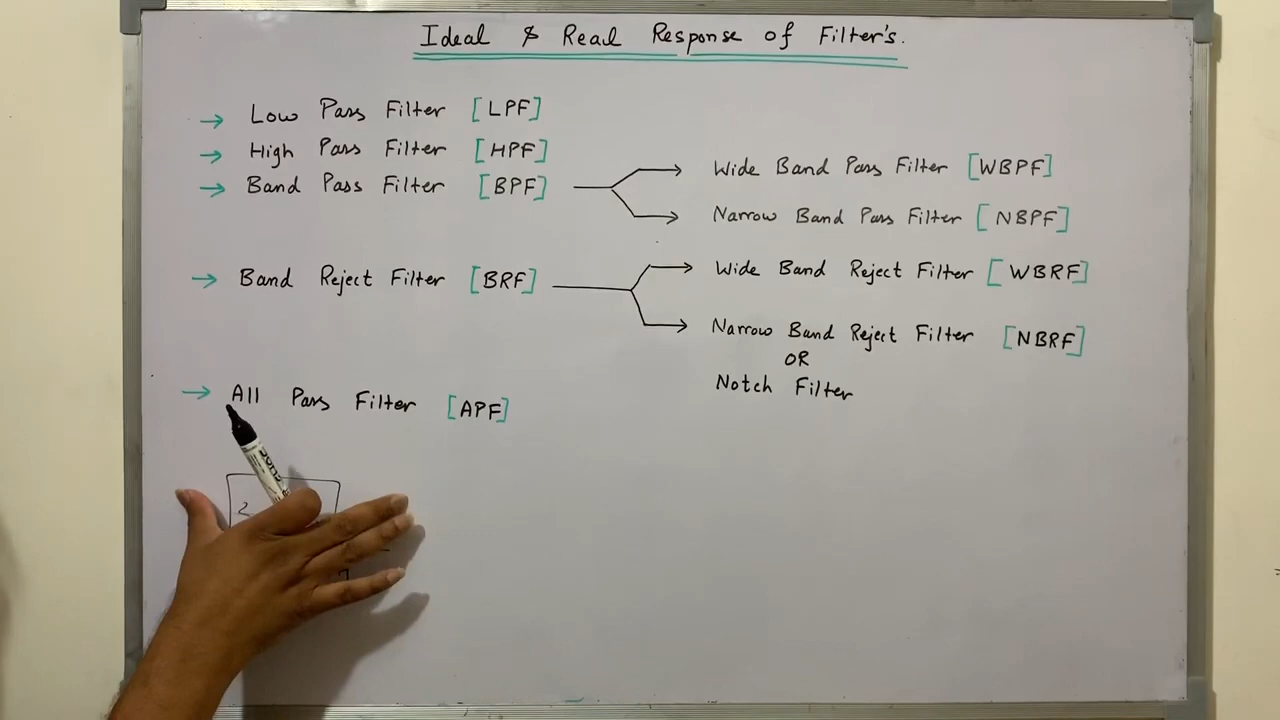 Ideal & Real Response of Filter's.
→ Low Pass Filter [LPF]
→ High Pass Filter [HPF]
→ Band Pass Filter [BPF]
Wide Band Pass Filter [WBPF]
Narrow Band Pass Filter [NBPF]
→ Band Reject Filter [BRF]
Wide Band Reject Filter [WBRF]
Narrow Band Reject Filter [NBRF]
OR
Notch Filter
→ All Pass Filter [APF]
2